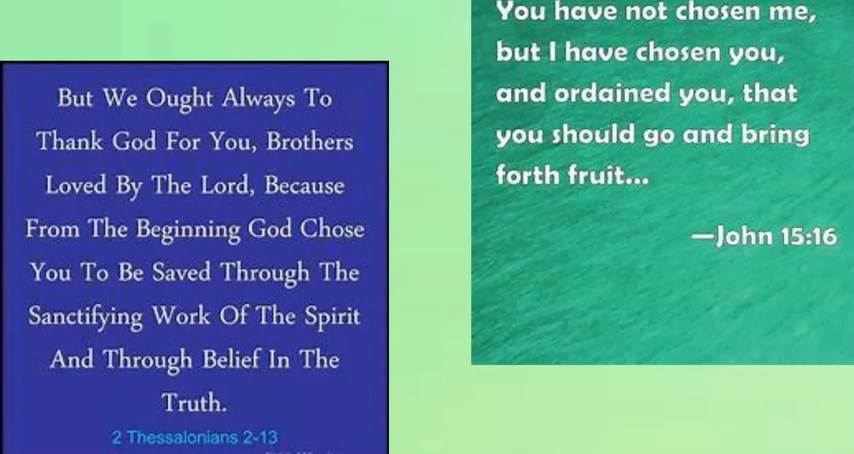 But We Ought Always To
Thank God For You, Brothers
Loved By The Lord, Because
From The Beginning God Chose
You To Be Saved Through The
Sanctifying Work Of The Spirit
And Through Belief In The
Truth.
2 Thessalonians 2-13
You have not chosen me,
but I have chosen you,
and ordained you, that
you should go and bring
forth fruit...
—John 15:16